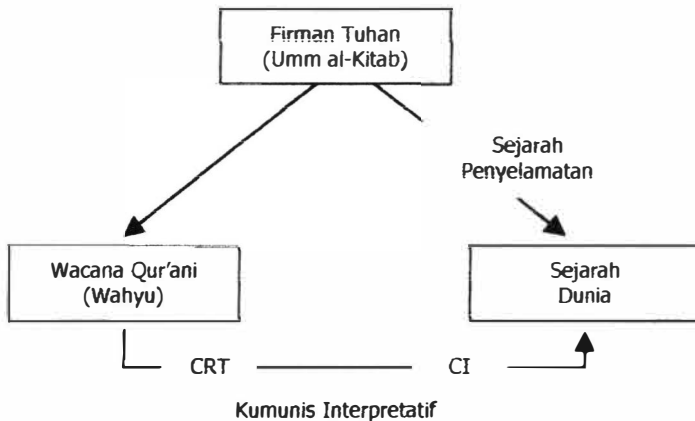 Firman Tuhan
(Umm al-Kitab)
Sejarah
Penyelamatan
Wacana Qur'ani
(Wahyu)
Sejarah
Dunia
CRT
CI
Kumunis Interpretatif